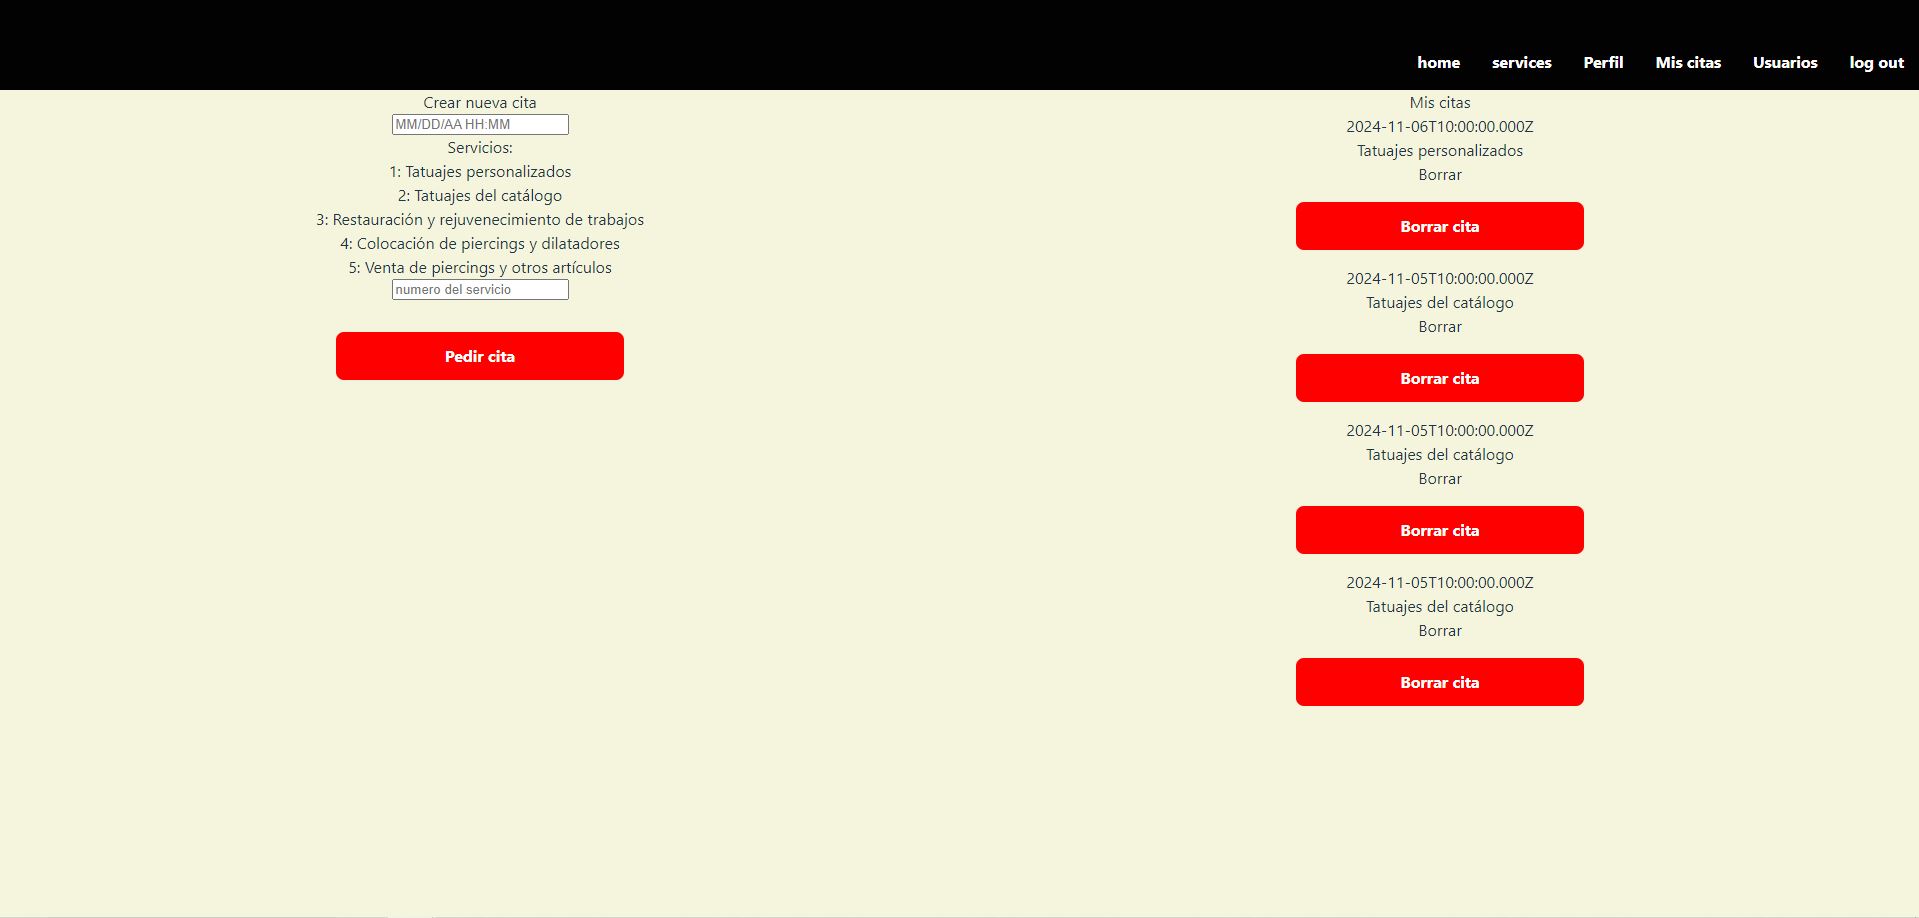 home services Perfil Mis citas Usuarios log out
Crear nueva cita
MM/DD/AA HH:MM
Servicios:
1: Tatuajes personalizados
2: Tatuajes del catálogo
3: Restauración y rejuvenecimiento de trabajos
4: Colocación de piercings y dilatadores
5: Venta de piercings y otros artículos
numero del servicio
Pedir cita
Mis citas
2024-11-06T10:00:00.000Z
Tatuajes personalizados
Borrar
Borrar cita
2024-11-05T10:00:00.000Z
Tatuajes del catálogo
Borrar
Borrar cita
2024-11-05T10:00:00.000Z
Tatuajes del catálogo
Borrar
Borrar cita
2024-11-05T10:00:00.000Z
Tatuajes del catálogo
Borrar
Borrar cita